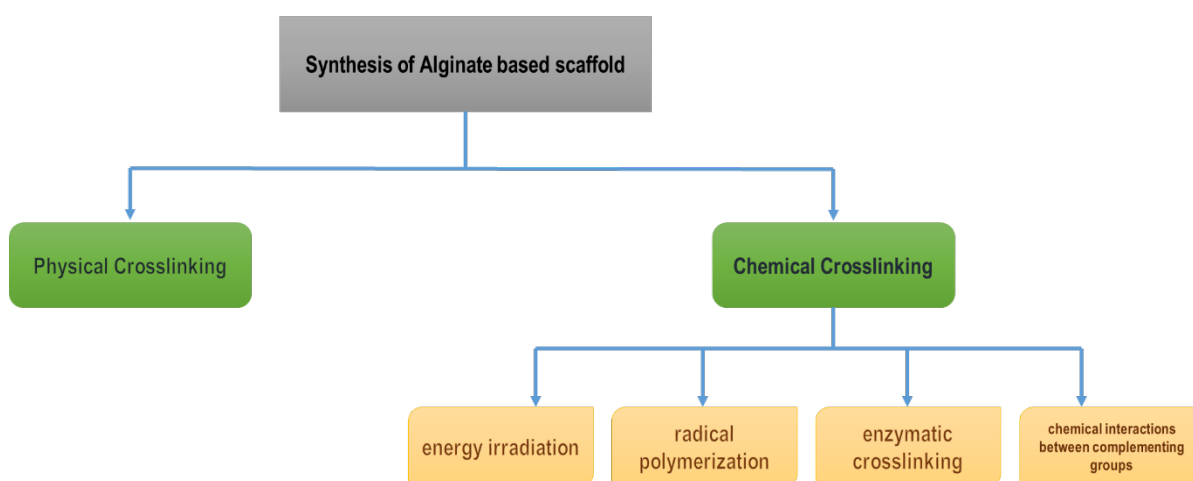 Synthesis of Alginate based scaffold
Physical Crosslinking
Chemical Crosslinking
energy irradiation
radical
polymerization
enzymatic
crosslinking
chemical interactions
between complementing
groups